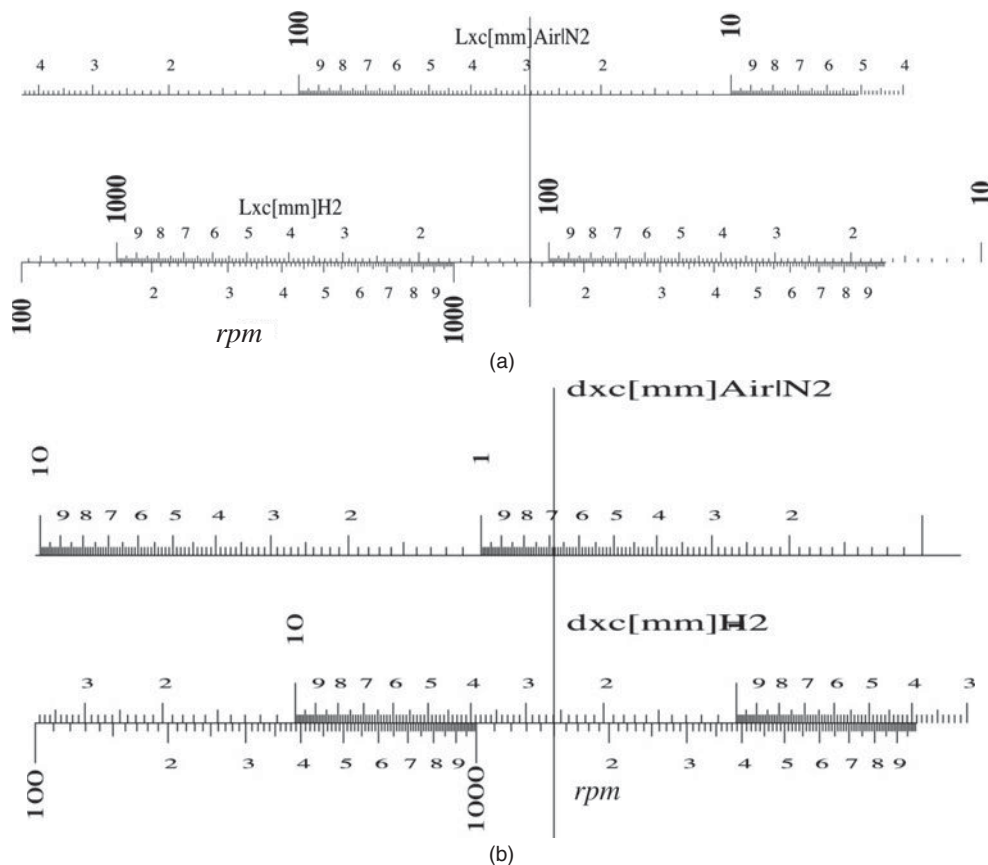 100 10
Lxc[mm]Air|N2
4 3 2 9 8 7 6 5 4 3 2 9 8 7 6 5 4
1000 100 10
Lxc[mm]H2
9 8 7 6 5 4 3 2 9 8 7 6 5 4 3 2
2 3 4 5 6 7 8 9 2 3 4 5 6 7 8 9
100 1000
rpm
(a)
dxc[mm]Air|N2
10 1
9 8 7 6 5 4 3 2 9 8 7 6 5 4 3 2
10
dxc[mm]H2
3 2 9 8 7 6 5 4 3 2 9 8 7 6 5 4 3
2 3 4 5 6 7 8 9 2 3 4 5 6 7 8 9
100 1000
rpm
(b)